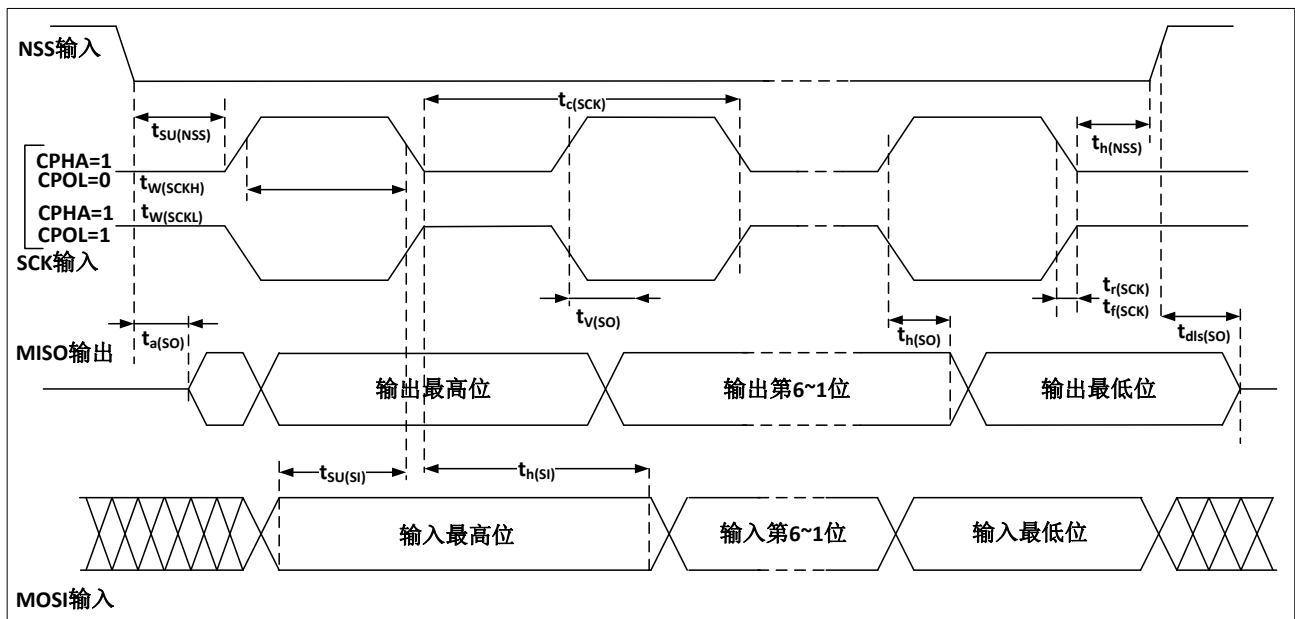 NSS输入
tc(SCK)
tSU(NSS)
th(NSS)
CPHA=1
CPOL=0
tW(SCKH)
CPHA=1
tW(SCKL)
CPOL=1
SCK输入
tV(SO)
tr(SCK)
tf(SCK)
ta(SO)
th(SO)
tdis(SO)
MISO输出
输出最高位
输出第6~1位
输出最低位
tSU(SI)
th(SI)
输入最高位
输入第6~1位
输入最低位
MOSI输入